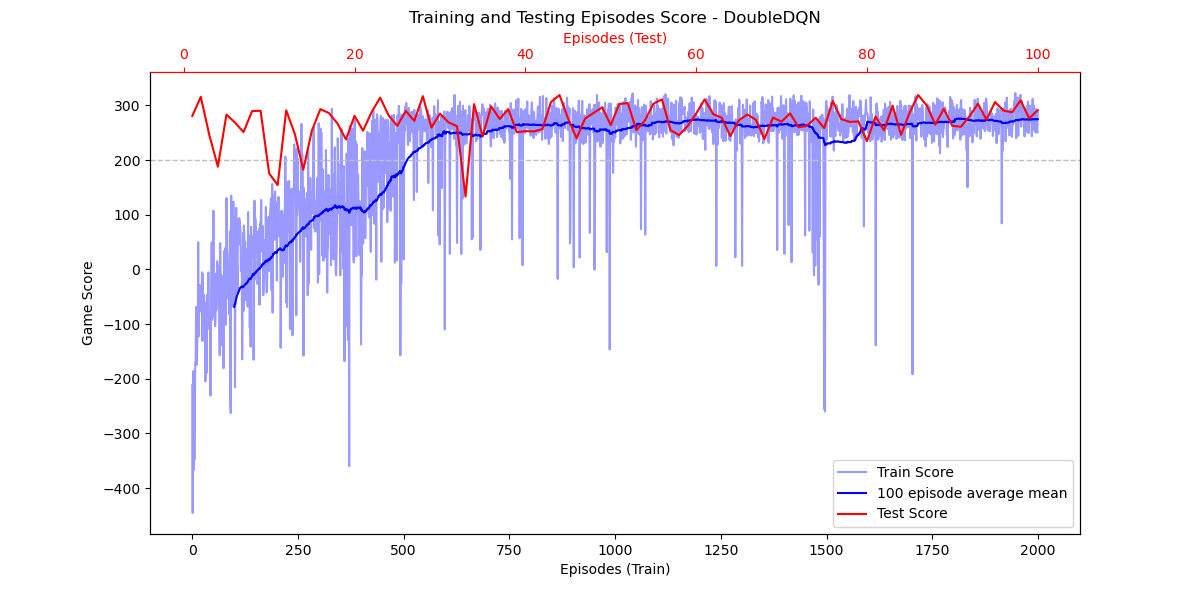 Training and Testing Episodes Score - DoubleDQN
Episodes (Test)
0 20 40 60 80 100
300
200
100
0
−100
−200
−300
−400
Game Score
Train Score
100 episode average mean
Test Score
0 250 500 750 1000 1250 1500 1750 2000
Episodes (Train)